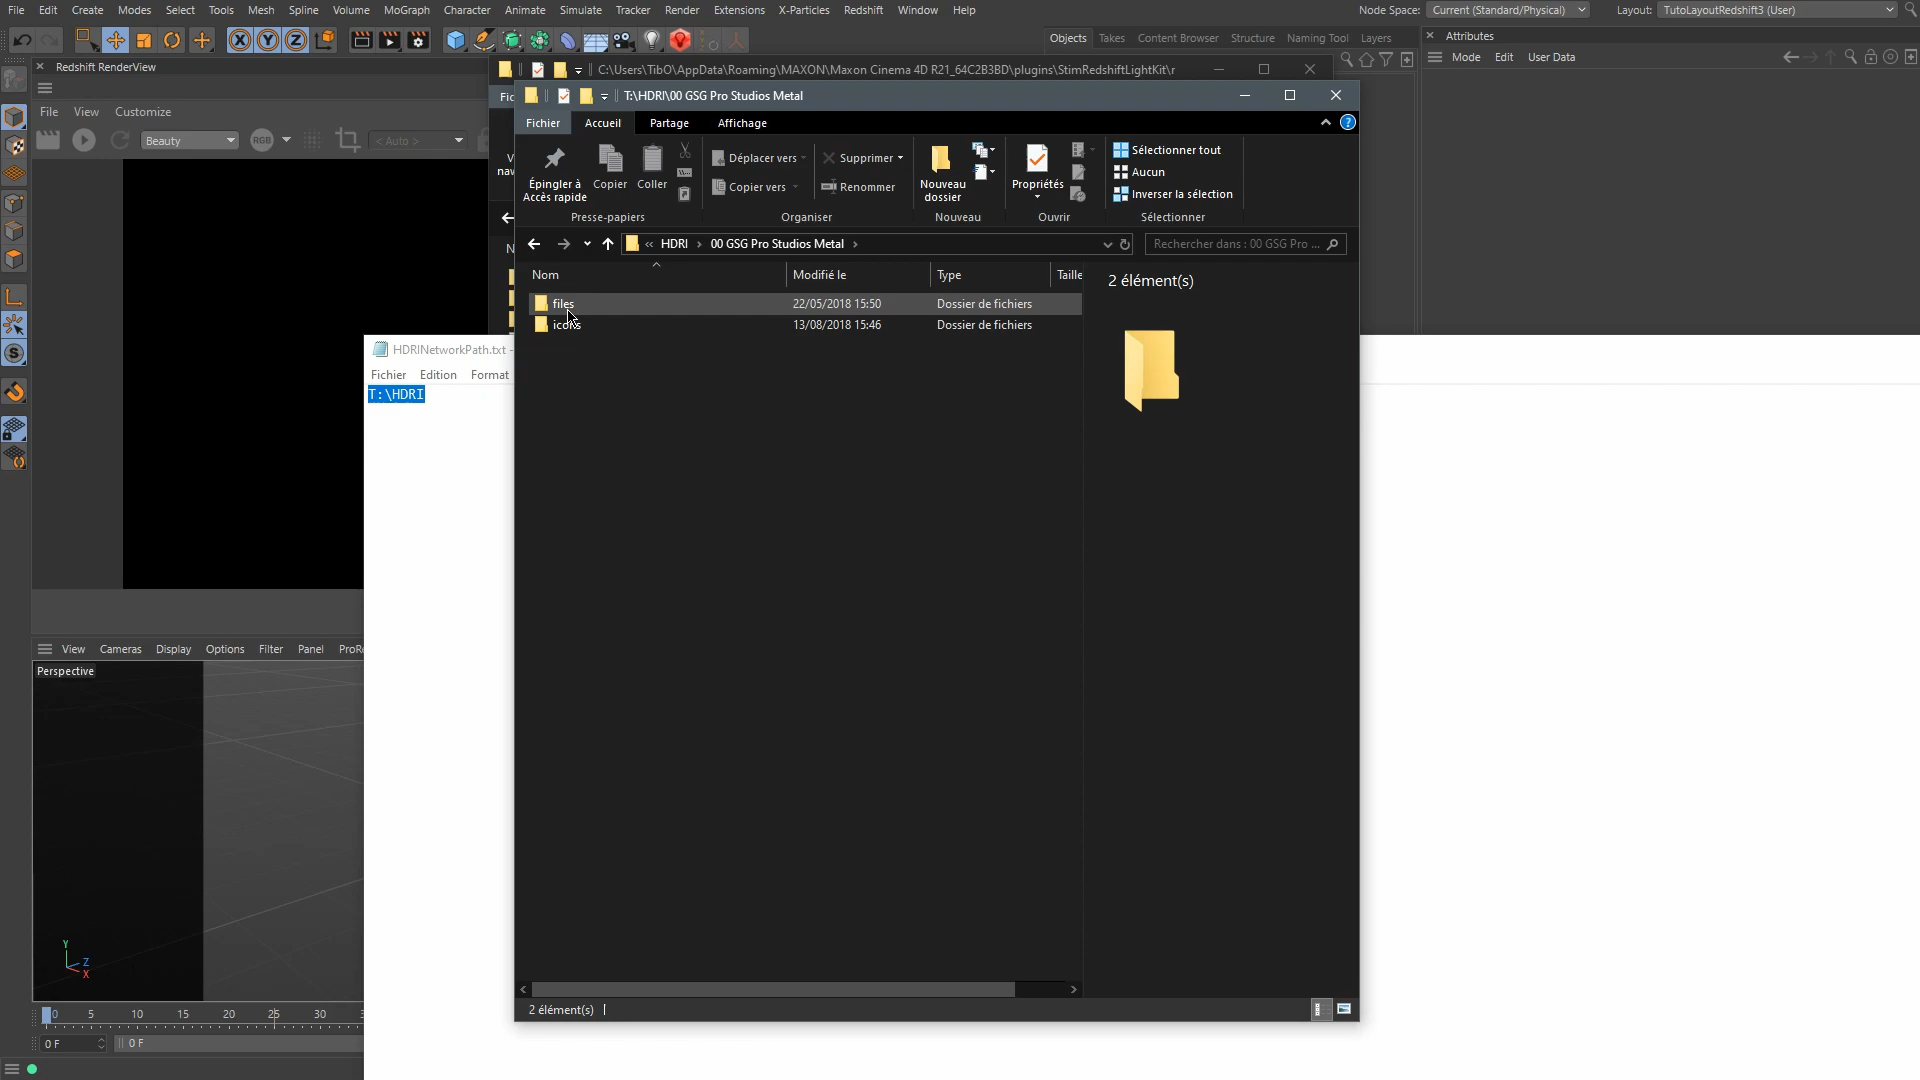 File Edit Create Modes Select Tools Mesh Spline Volume MoGraph Character Animate Simulate Tracker Render Extensions X-Particles Redshift Window Help
Node Space: Current (Standard/Physical) Layout: TutoLayoutRedshift3 (User)
Objects Takes Content Browser Structure Naming Tool Layers
Attributes
Mode Edit User Data
Redshift RenderView
File View Customize
Beauty RGB < Auto >
C:\Users\TibO\AppData\Roaming\MAXON\Maxon Cinema 4D R21_64C2B3BD\plugins\StimRedshiftLightKit\r
T:\HDRI\00 GSG Pro Studios Metal
Fichier Accueil Partage Affichage
Épingler à Accès rapide
Copier
Coller
Déplacer vers
Copier vers
Supprimer
Renommer
Nouveau dossier
Propriétés
Sélectionner tout
Aucun
Inverser la sélection
Presse-papiers Organiser Nouveau Ouvrir Sélectionner
« HDRI › 00 GSG Pro Studios Metal ›
Rechercher dans : 00 GSG Pro ...
Nom Modifié le Type Taille
files 22/05/2018 15:50 Dossier de fichiers
icons 13/08/2018 15:46 Dossier de fichiers
2 élément(s)
HDRINetworkPath.txt -
Fichier Edition Format
T:\HDRI
View Cameras Display Options Filter Panel
Perspective
Y
Z
X
0 5 10 15 20 25 30
0 F 0 F
2 élément(s)